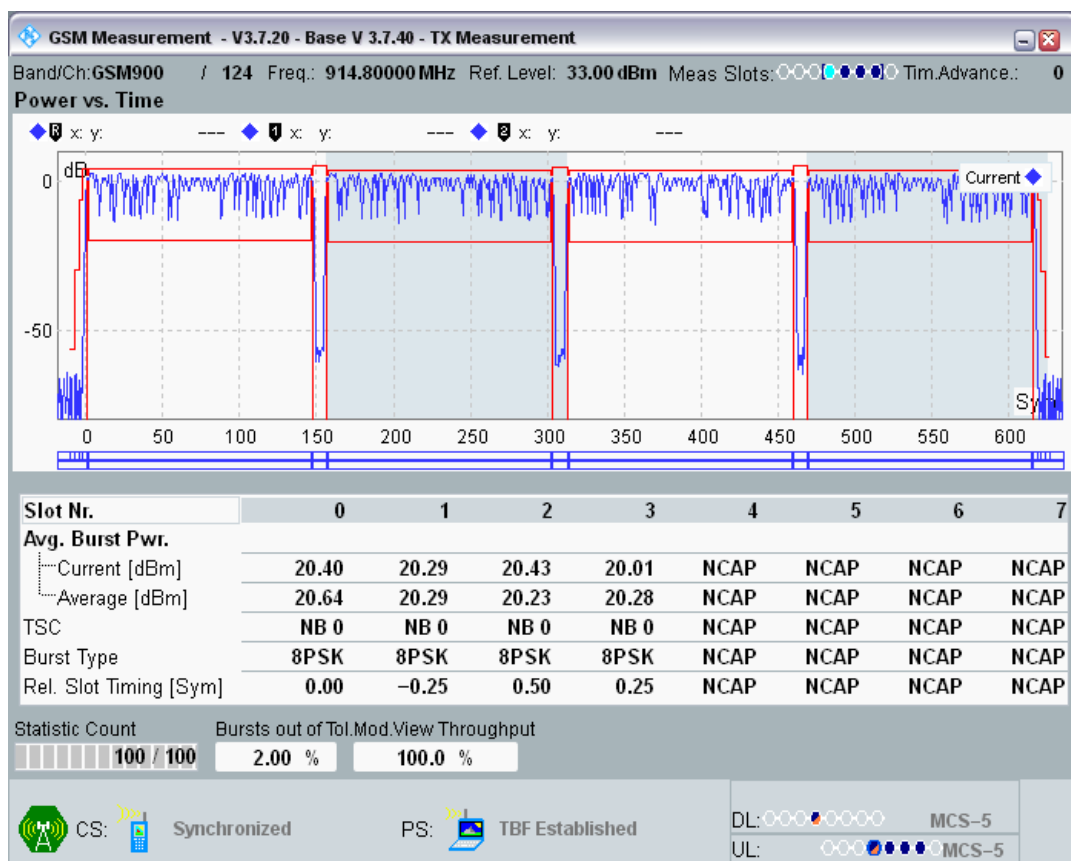 GSM Measurement - V3.7.20 - Base V 3.7.40 - TX Measurement
Band/Ch:GSM900 / 124 Freq.: 914.80000 MHz Ref. Level: 33.00 dBm Meas Slots: Tim.Advance.: 0
Power vs. Time
R x: y: --- 1 x: y: --- 2 x: y: ---
dB
Current
0
-50
Sym
0 50 100 150 200 250 300 350 400 450 500 550 600
Slot Nr. 0 1 2 3 4 5 6 7
Avg. Burst Pwr.
Current [dBm] 20.40 20.29 20.43 20.01 NCAP NCAP NCAP NCAP
Average [dBm] 20.64 20.29 20.23 20.28 NCAP NCAP NCAP NCAP
TSC NB 0 NB 0 NB 0 NB 0 NCAP NCAP NCAP NCAP
Burst Type 8PSK 8PSK 8PSK 8PSK NCAP NCAP NCAP NCAP
Rel. Slot Timing [Sym] 0.00 −0.25 0.50 0.25 NCAP NCAP NCAP NCAP
Statistic Count Bursts out of Tol.Mod.View Throughput
100 / 100 2.00 % 100.0 %
CS: Synchronized PS: TBF Established
DL: MCS−5
UL: MCS−5